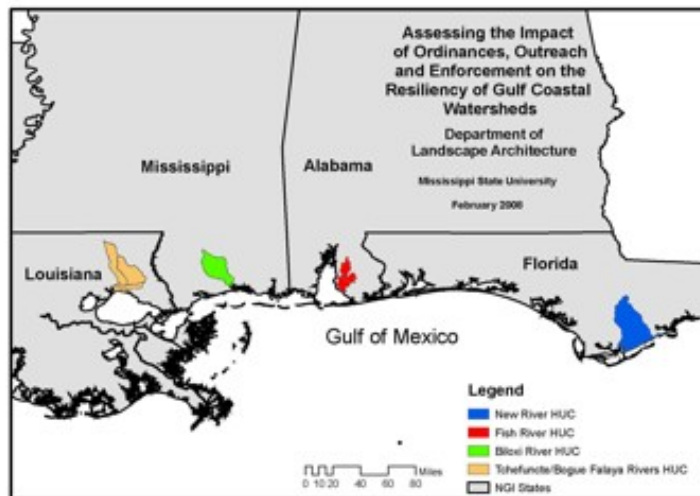 Assessing the Impact
of Ordinances, Outreach
and Enforcement on the
Resiliency of Gulf Coastal
Watersheds
Department of
Landscape Architecture
Mississippi State University
February 2008
Mississippi
Alabama
Louisiana
Florida
Gulf of Mexico
Legend
New River HUC
Fish River HUC
Biloxi River HUC
Tchefuncte/Bogue Falaya Rivers HUC
NGI States
Miles
0 10 20 40 60 80